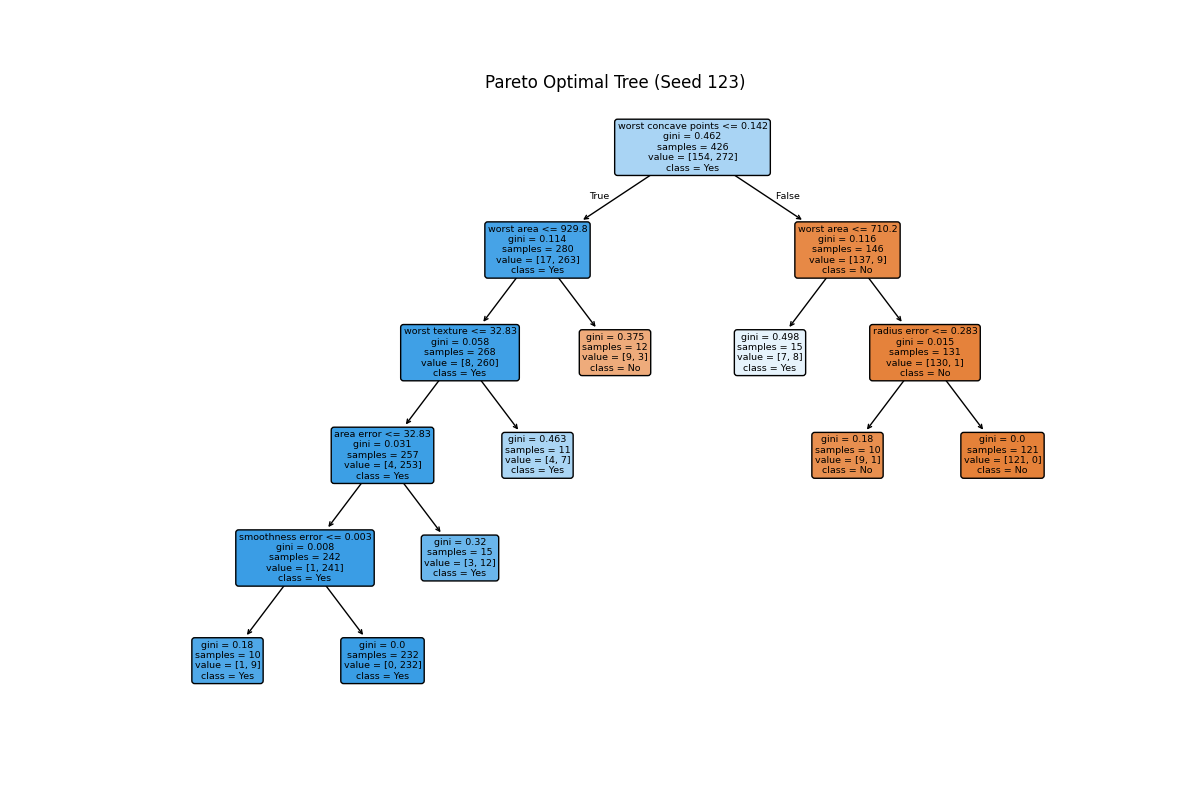 Pareto Optimal Tree (Seed 123)
worst concave points <= 0.142
gini = 0.462
samples = 426
value = [154, 272]
class = Yes
True
False
worst area <= 929.8
gini = 0.114
samples = 280
value = [17, 263]
class = Yes
worst area <= 710.2
gini = 0.116
samples = 146
value = [137, 9]
class = No
worst texture <= 32.83
gini = 0.058
samples = 268
value = [8, 260]
class = Yes
gini = 0.375
samples = 12
value = [9, 3]
class = No
gini = 0.498
samples = 15
value = [7, 8]
class = Yes
radius error <= 0.283
gini = 0.015
samples = 131
value = [130, 1]
class = No
area error <= 32.83
gini = 0.031
samples = 257
value = [4, 253]
class = Yes
gini = 0.463
samples = 11
value = [4, 7]
class = Yes
gini = 0.18
samples = 10
value = [9, 1]
class = No
gini = 0.0
samples = 121
value = [121, 0]
class = No
smoothness error <= 0.003
gini = 0.008
samples = 242
value = [1, 241]
class = Yes
gini = 0.32
samples = 15
value = [3, 12]
class = Yes
gini = 0.18
samples = 10
value = [1, 9]
class = Yes
gini = 0.0
samples = 232
value = [0, 232]
class = Yes